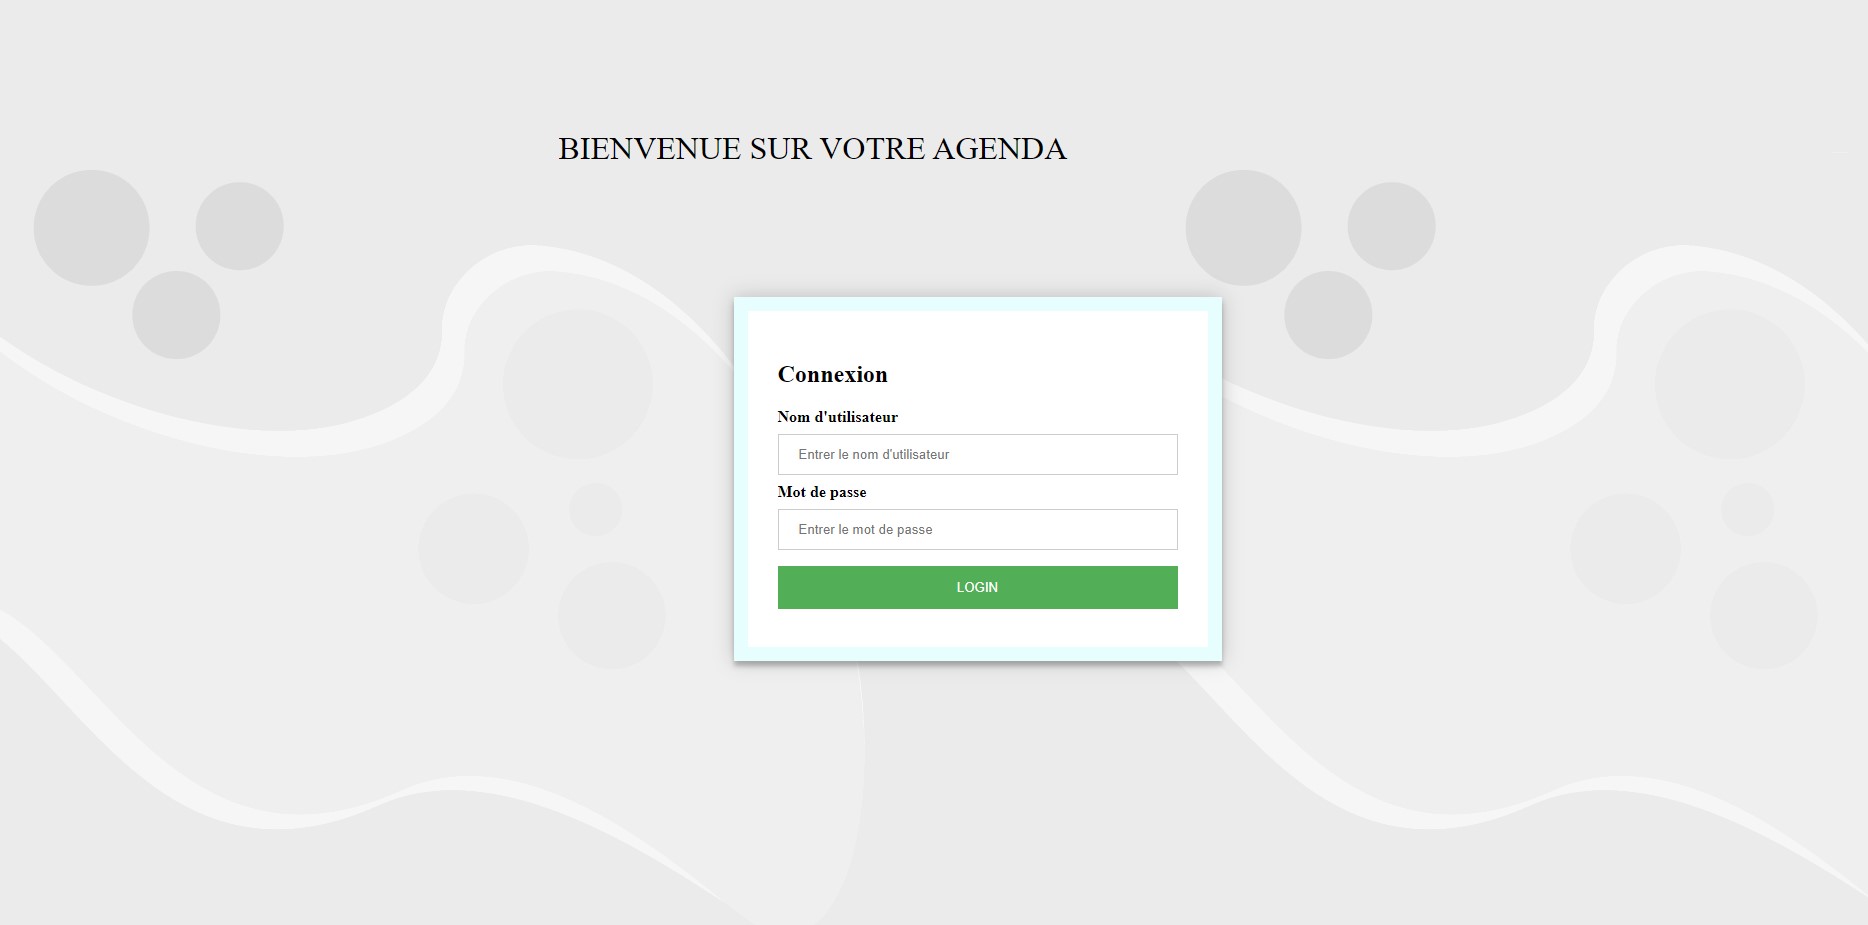 BIENVENUE SUR VOTRE AGENDA
Connexion
Nom d'utilisateur
Entrer le nom d'utilisateur
Mot de passe
Entrer le mot de passe
LOGIN